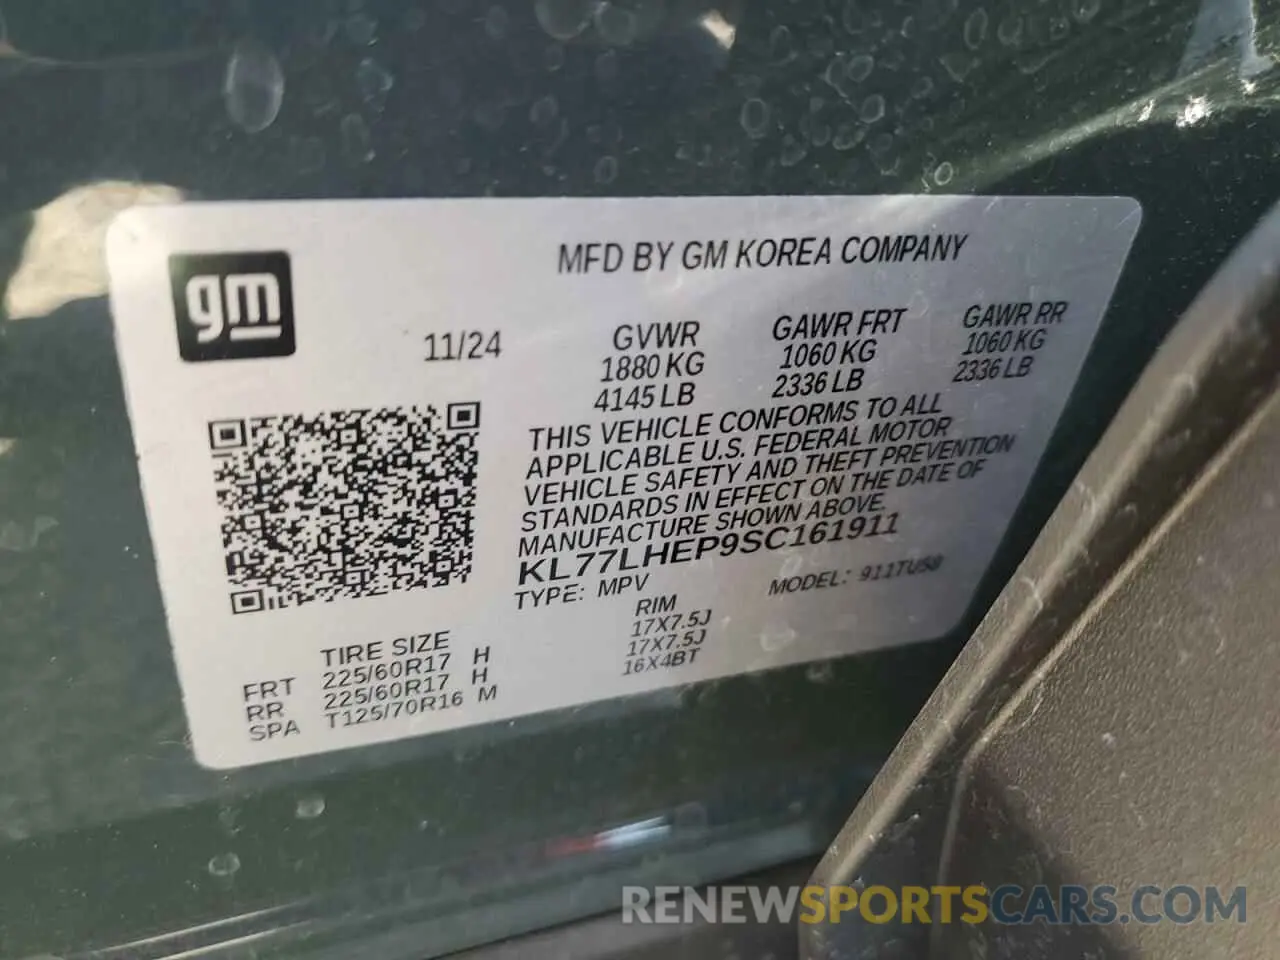 gm
MFD BY GM KOREA COMPANY
11/24
GVWR GAWR FRT GAWR RR
1880 KG 1060 KG 1060 KG
4145 LB 2336 LB 2336 LB
THIS VEHICLE CONFORMS TO ALL
APPLICABLE U.S. FEDERAL MOTOR
VEHICLE SAFETY AND THEFT PREVENTION
STANDARDS IN EFFECT ON THE DATE OF
MANUFACTURE SHOWN ABOVE.
KL77LHEP9SC161911
TYPE: MPV MODEL: 911TU58
TIRE SIZE RIM
FRT 225/60R17 H 17X7.5J
RR 225/60R17 H 17X7.5J
SPA T125/70R16 M 16X4BT
RENEWSPORTSCARS.COM